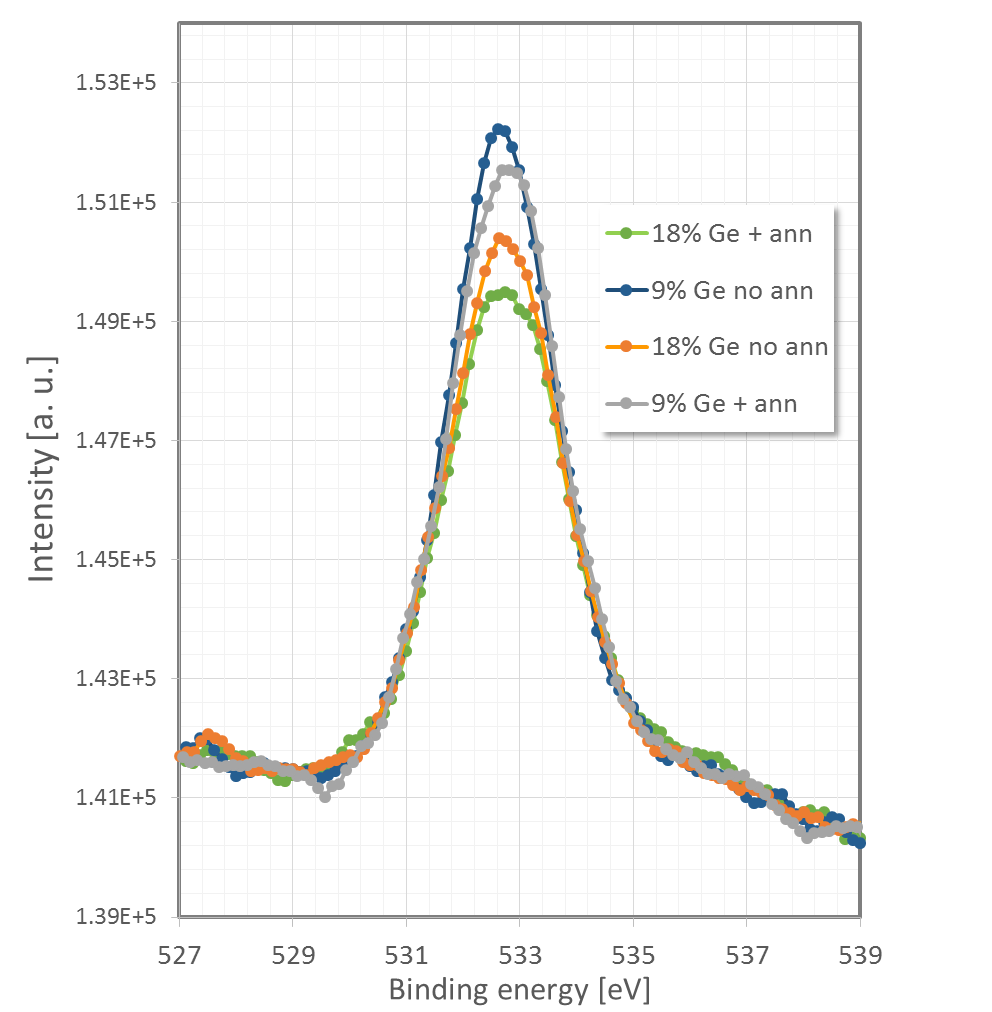 1.53E+5
1.51E+5
1.49E+5
1.47E+5
1.45E+5
1.43E+5
1.41E+5
1.39E+5
Intensity [a. u.]
18% Ge + ann
9% Ge no ann
18% Ge no ann
9% Ge + ann
527 529 531 533 535 537 539
Binding energy [eV]